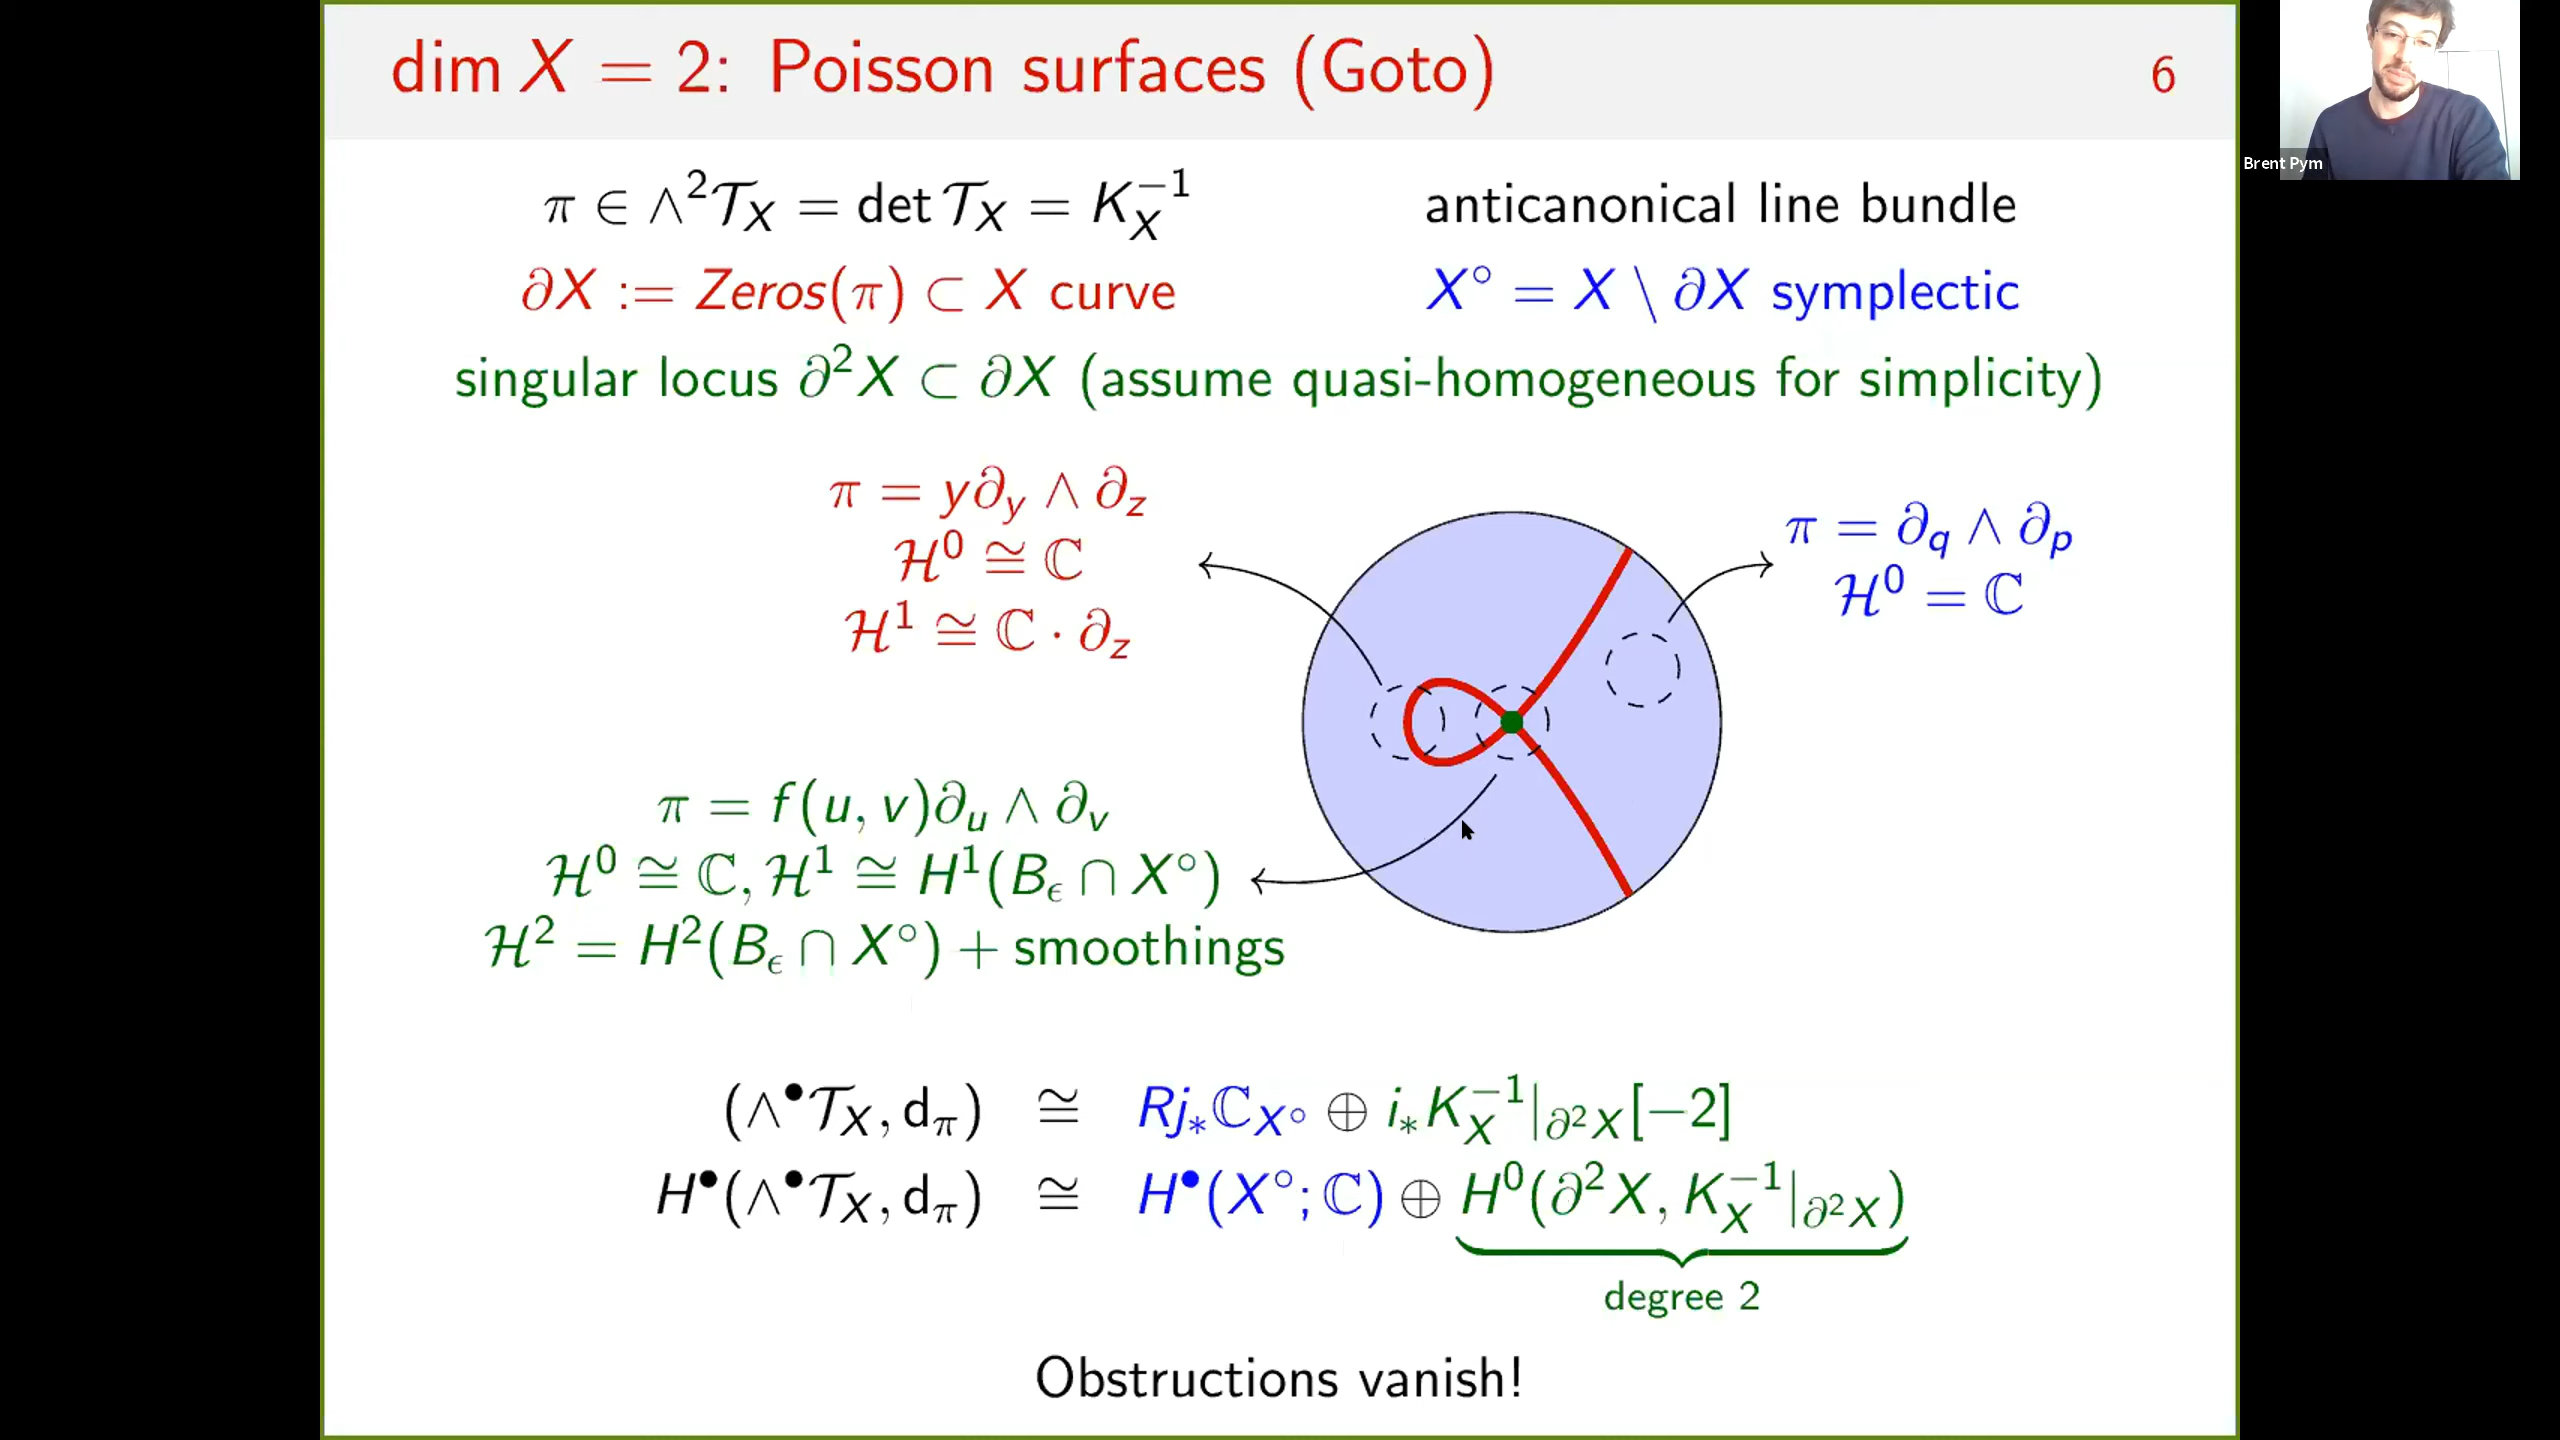 dim X = 2: Poisson surfaces (Goto)
6
Brent Pym
π ∈ ∧²𝒯_X = det 𝒯_X = K_X^{-1}
anticanonical line bundle
∂X := Zeros(π) ⊂ X curve
X° = X \ ∂X symplectic
singular locus ∂²X ⊂ ∂X (assume quasi-homogeneous for simplicity)
π = y∂_y ∧ ∂_z
ℋ⁰ ≅ ℂ
ℋ¹ ≅ ℂ · ∂_z
π = ∂_q ∧ ∂_p
ℋ⁰ = ℂ
π = f(u, v)∂_u ∧ ∂_v
ℋ⁰ ≅ ℂ, ℋ¹ ≅ H¹(B_ϵ ∩ X°)
ℋ² = H²(B_ϵ ∩ X°) + smoothings
(∧•𝒯_X, d_π) ≅ Rj_*ℂ_{X°} ⊕ i_*K_X^{-1}|_{∂²X}[−2]
H•(∧•𝒯_X, d_π) ≅ H•(X°; ℂ) ⊕ H⁰(∂²X, K_X^{-1}|_{∂²X})
degree 2
Obstructions vanish!